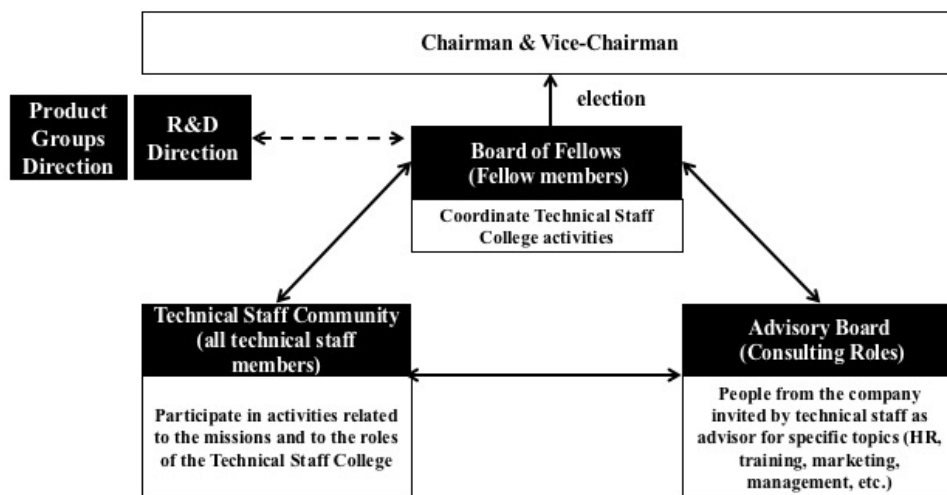 Chairman & Vice-Chairman
election
Product
Groups
Direction
R&D
Direction
Board of Fellows
(Fellow members)
Coordinate Technical Staff
College activities
Technical Staff Community
(all technical staff
members)
Participate in activities related
to the missions and to the roles
of the Technical Staff College
Advisory Board
(Consulting Roles)
People from the company
invited by technical staff as
advisor for specific topics (HR,
training, marketing,
management, etc.)